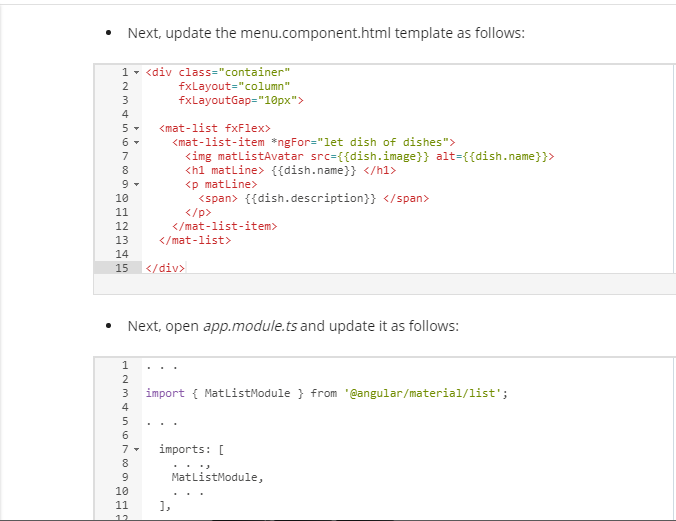 Next, update the menu.component.html template as follows:
1 <div class="container"
2 fxLayout="column"
3 fxLayoutGap="10px">
4
5 <mat-list fxFlex>
6 <mat-list-item *ngFor="let dish of dishes">
7 <img matListAvatar src={{dish.image}} alt={{dish.name}}>
8 <h1 matLine> {{dish.name}} </h1>
9 <p matLine>
10 <span> {{dish.description}} </span>
11 </p>
12 </mat-list-item>
13 </mat-list>
14
15 </div>
Next, open app.module.ts and update it as follows:
1 . . .
2
3 import { MatListModule } from '@angular/material/list';
4
5 . . .
6
7 imports: [
8 . . .,
9 MatListModule,
10 . . .
11 ],
12